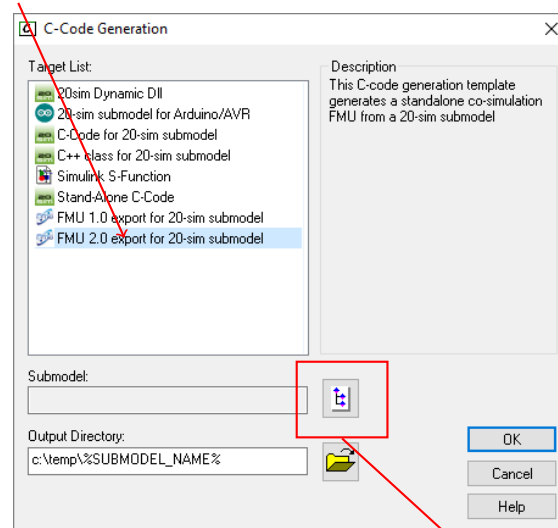 C-Code Generation
Target List:
20sim Dynamic Dll
20-sim submodel for Arduino/AVR
C-Code for 20-sim submodel
C++ class for 20-sim submodel
Simulink S-Function
Stand-Alone C-Code
FMU 1.0 export for 20-sim submodel
FMU 2.0 export for 20-sim submodel
Description
This C-code generation template
generates a standalone co-simulation
FMU from a 20-sim submodel
Submodel:
Output Directory:
c:\temp\%SUBMODEL_NAME%
OK
Cancel
Help